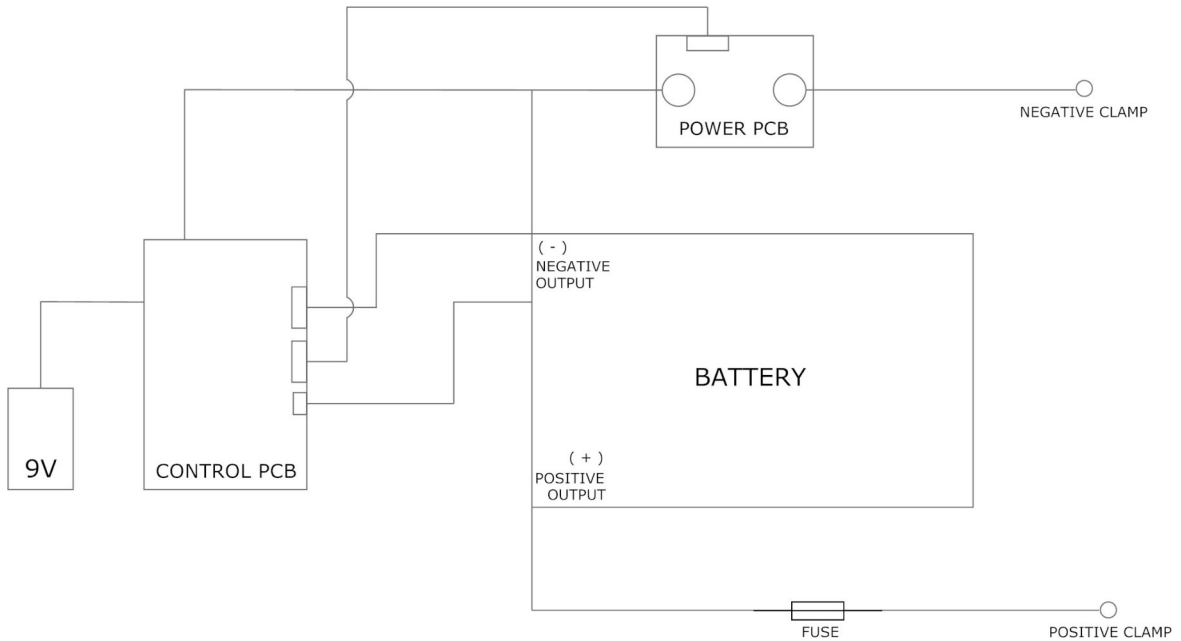 NEGATIVE CLAMP
POWER PCB
( - )
NEGATIVE
OUTPUT
BATTERY
9V
CONTROL PCB
( + )
POSITIVE
OUTPUT
FUSE
POSITIVE CLAMP